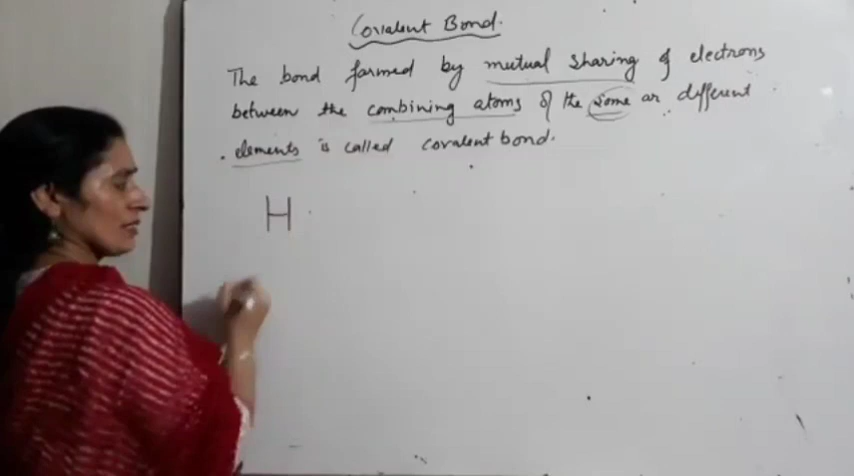 Covalent Bond.
The bond formed by mutual sharing of electrons
between the combining atoms of the same or different
elements is called covalent bond.
H